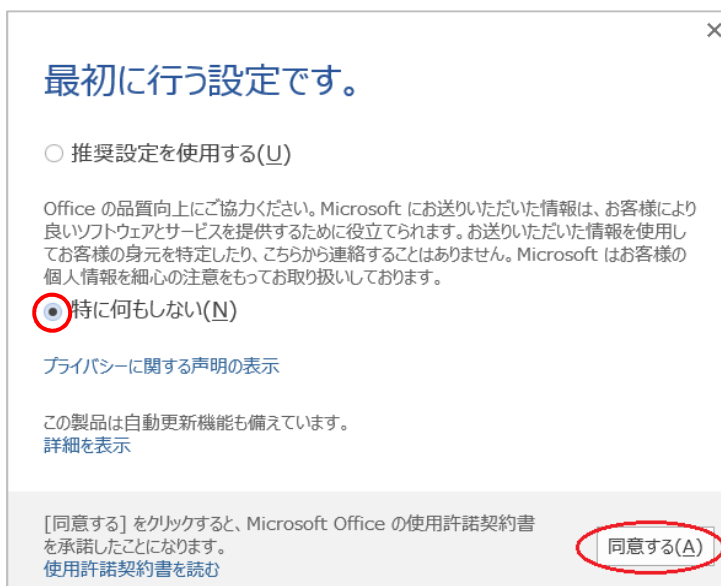 最初に行う設定です。
推奨設定を使用する(U)
Office の品質向上にご協力ください。Microsoft にお送りいただいた情報は、お客様により
良いソフトウェアとサービスを提供するために役立てられます。お送りいただいた情報を使用し
てお客様の身元を特定したり、こちらから連絡することはありません。Microsoft はお客様の
個人情報を細心の注意をもってお取り扱いしております。
特に何もしない(N)
プライバシーに関する声明の表示
この製品は自動更新機能も備えています。
詳細を表示
[同意する] をクリックすると、Microsoft Office の使用許諾契約書
を承諾したことになります。
使用許諾契約書を読む
同意する(A)